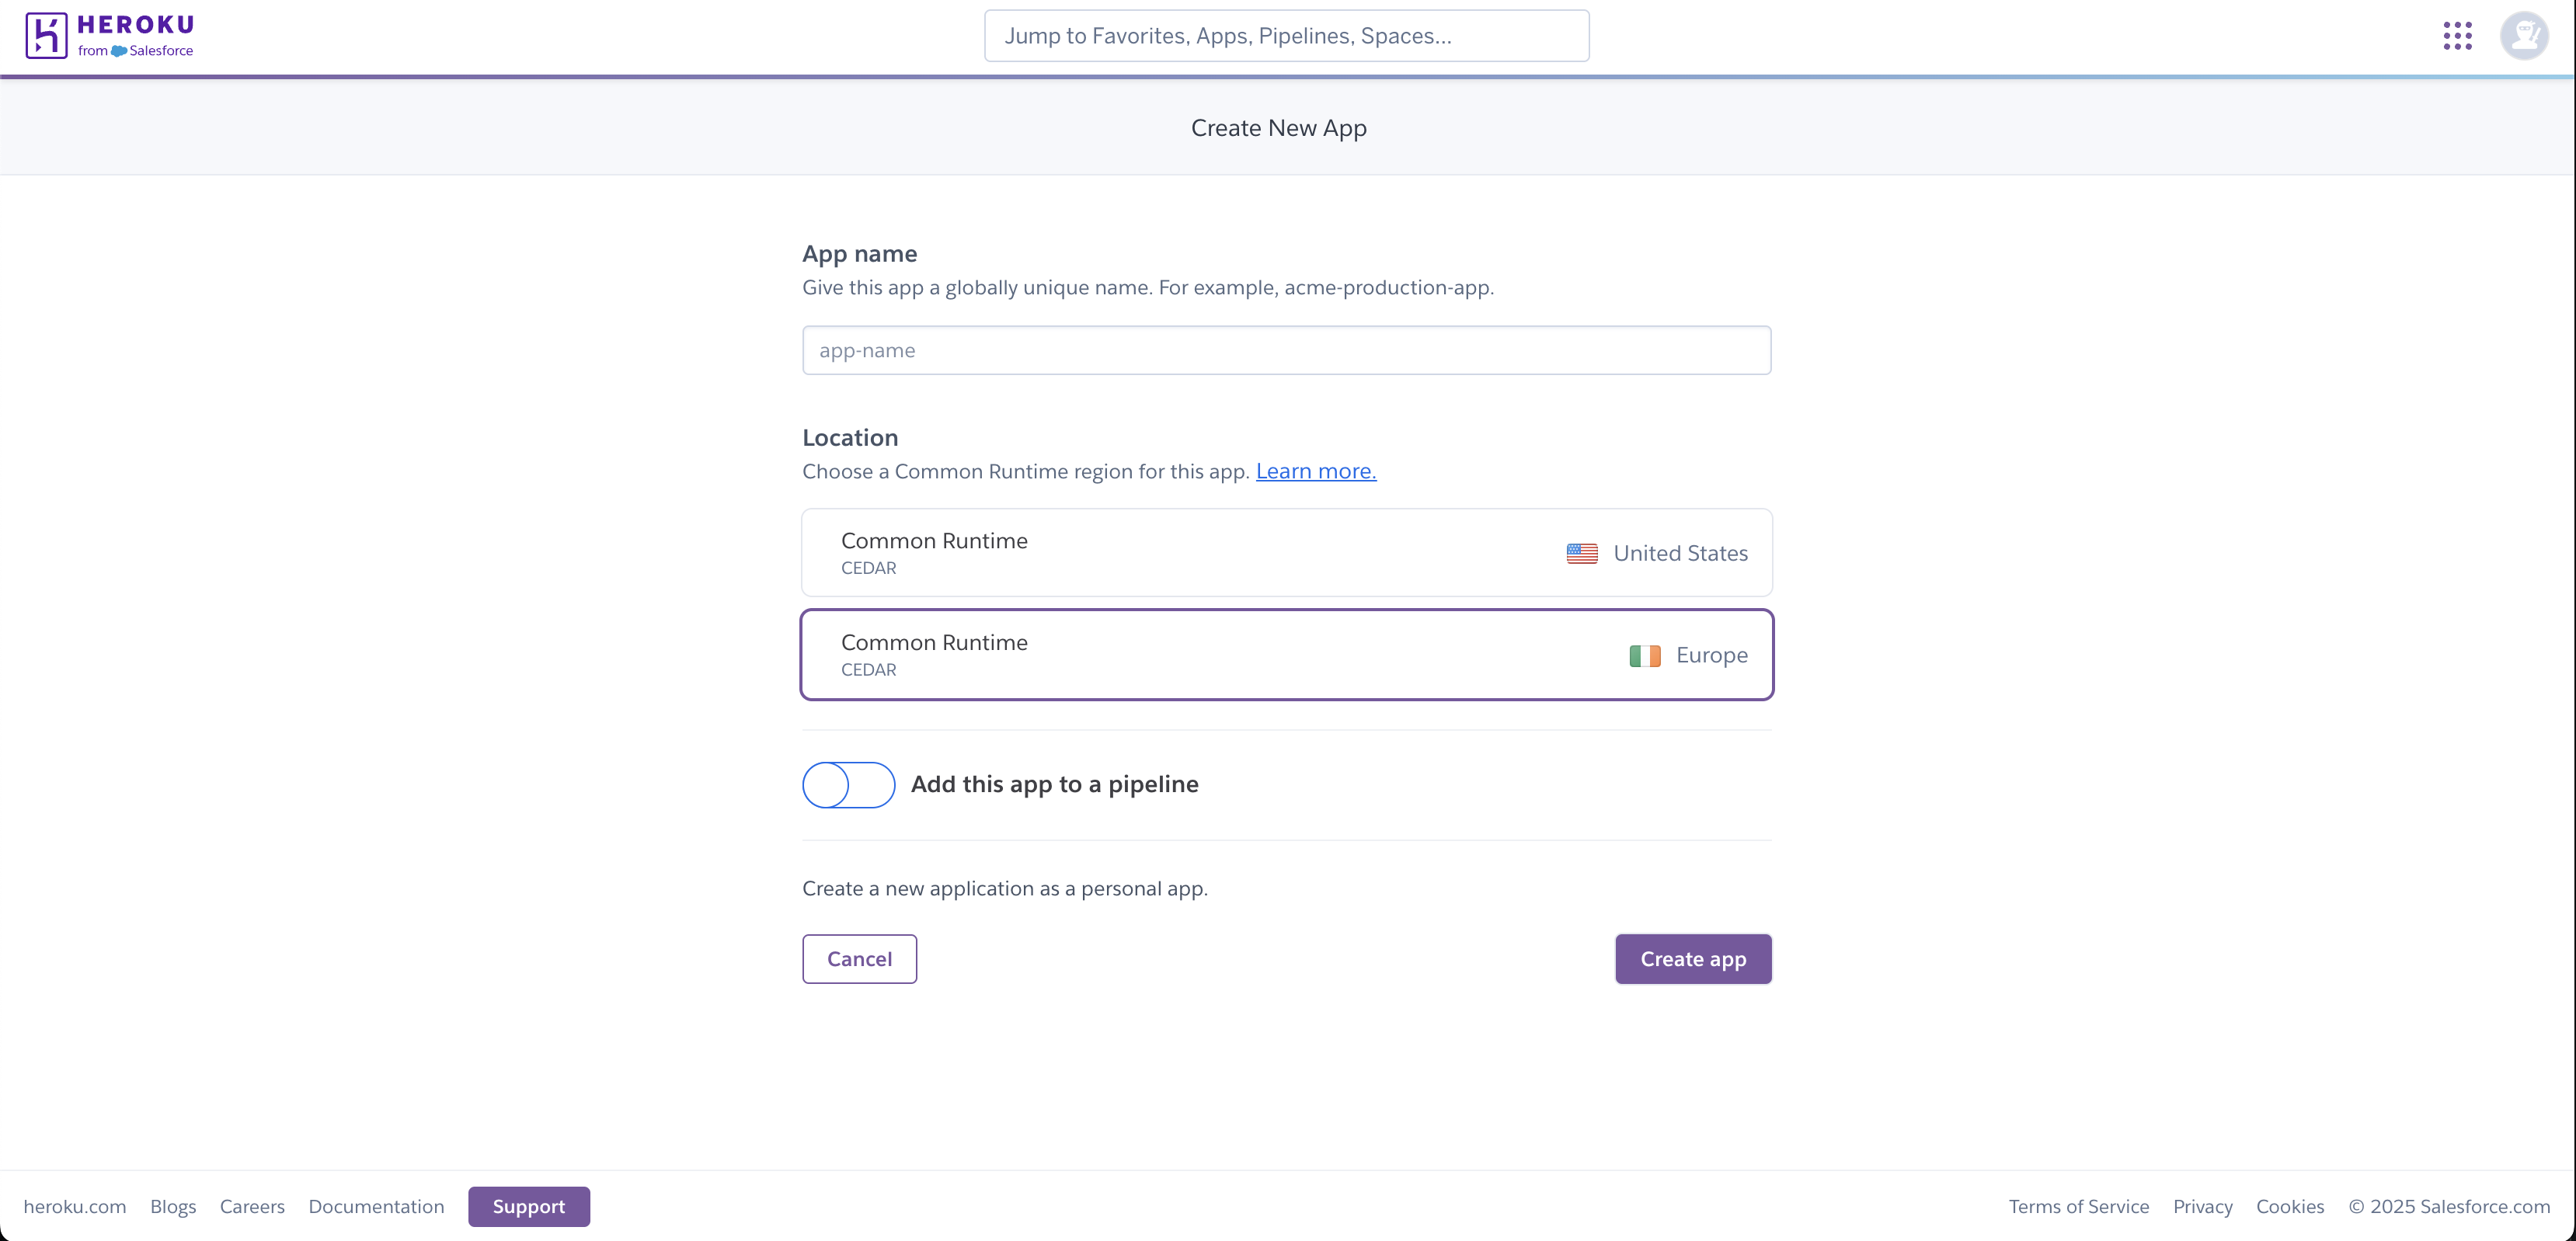 HEROKU
from Salesforce
Jump to Favorites, Apps, Pipelines, Spaces...
Create New App
App name
Give this app a globally unique name. For example, acme-production-app.
app-name
Location
Choose a Common Runtime region for this app. Learn more.
Common Runtime
CEDAR
United States
Common Runtime
CEDAR
Europe
Add this app to a pipeline
Create a new application as a personal app.
Cancel
Create app
heroku.com Blogs Careers Documentation Support Terms of Service Privacy Cookies © 2025 Salesforce.com